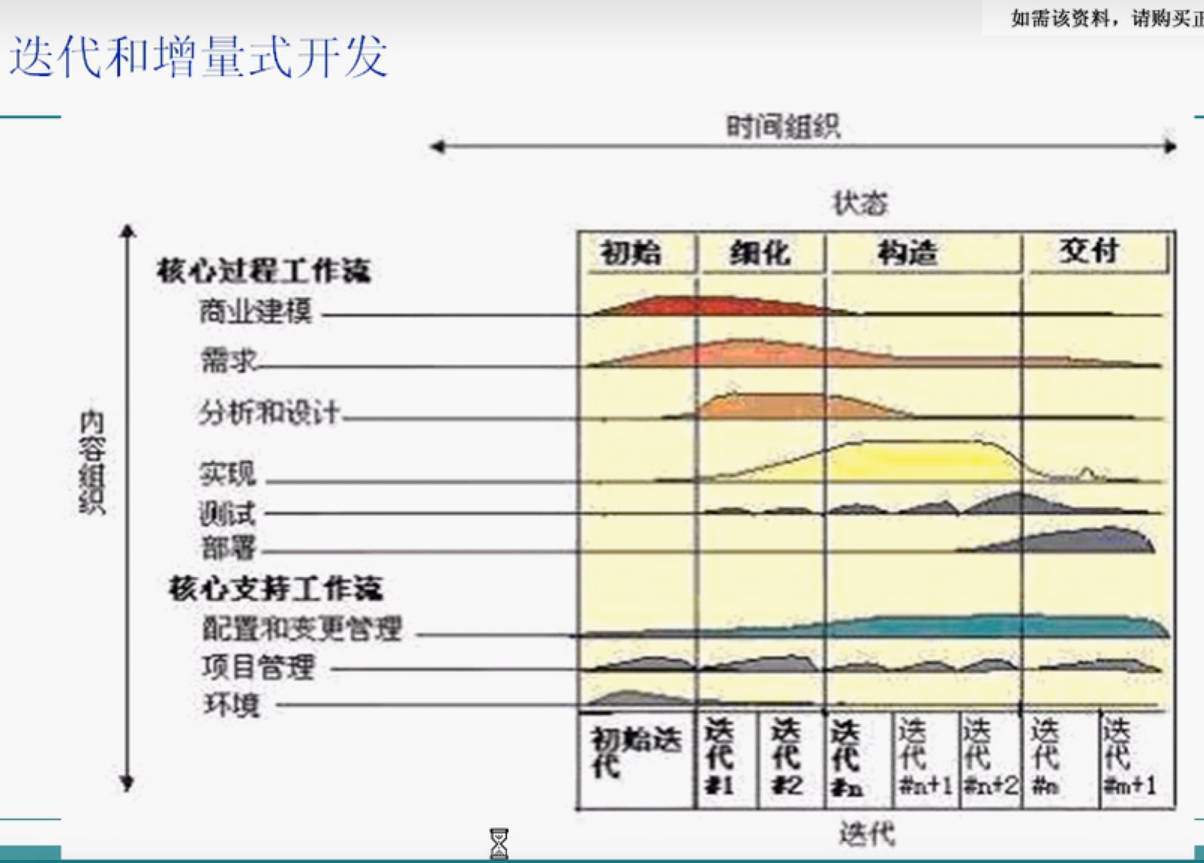 如需该资料，请购买正
迭代和增量式开发
时间组织
状态
初始 细化 构造 交付
核心过程工作流
商业建模
需求
分析和设计
实现
测试
部署
核心支持工作流
配置和变更管理
项目管理
环境
内容组织
初始迭代
迭代#1
迭代#2
迭代#n
迭代#n+1
迭代#n+2
迭代#m
迭代#m+1
迭代